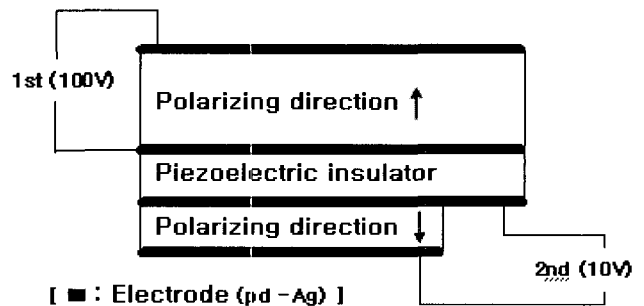 1st (100V)
Polarizing direction ↑
Piezoelectric insulator
Polarizing direction ↓
2nd (10V)
[ ■ : Electrode (pd -Ag) ]